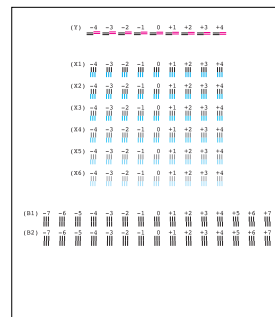 (Y) -4 -3 -2 -1 0 +1 +2 +3 +4
(X1) -4 -3 -2 -1 0 +1 +2 +3 +4
(X2) -4 -3 -2 -1 0 +1 +2 +3 +4
(X3) -4 -3 -2 -1 0 +1 +2 +3 +4
(X4) -4 -3 -2 -1 0 +1 +2 +3 +4
(X5) -4 -3 -2 -1 0 +1 +2 +3 +4
(X6) -4 -3 -2 -1 0 +1 +2 +3 +4
(B1) -7 -6 -5 -4 -3 -2 -1 0 +1 +2 +3 +4 +5 +6 +7
(B2) -7 -6 -5 -4 -3 -2 -1 0 +1 +2 +3 +4 +5 +6 +7